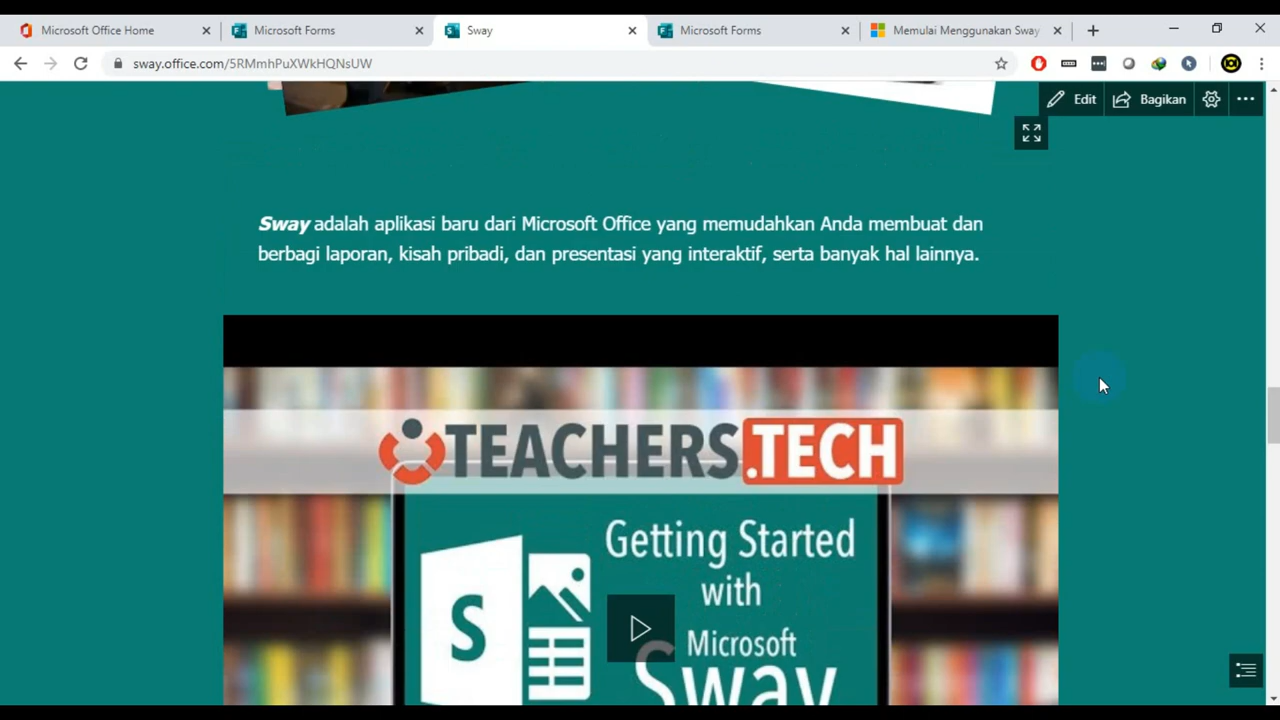 Microsoft Office Home
Microsoft Forms
Sway
Microsoft Forms
Memulai Menggunakan Sway
sway.office.com/5RMmhPuXWkHQNsUW
Edit
Bagikan
Sway adalah aplikasi baru dari Microsoft Office yang memudahkan Anda membuat dan
berbagi laporan, kisah pribadi, dan presentasi yang interaktif, serta banyak hal lainnya.
TEACHERS.TECH
Getting Started
with
Microsoft
Sway
S